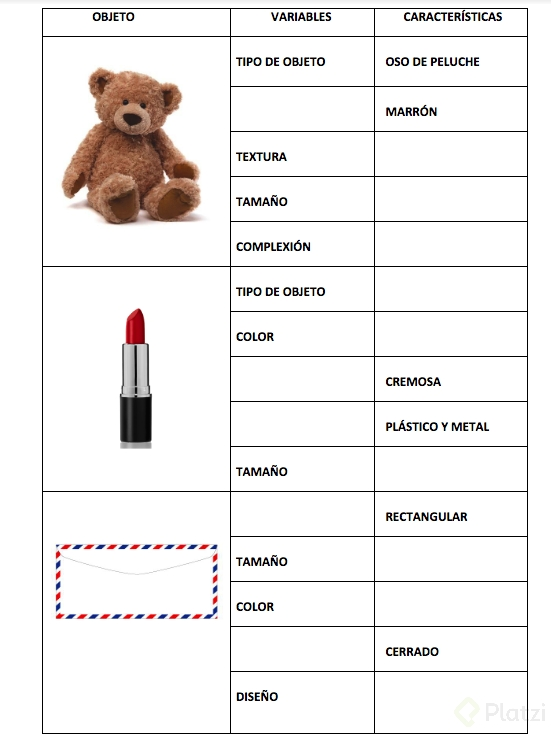 OBJETO VARIABLES CARACTERÍSTICAS
TIPO DE OBJETO OSO DE PELUCHE
MARRÓN
TEXTURA
TAMAÑO
COMPLEXIÓN
TIPO DE OBJETO
COLOR
CREMOSA
PLÁSTICO Y METAL
TAMAÑO
RECTANGULAR
TAMAÑO
COLOR
CERRADO
DISEÑO
Platzi